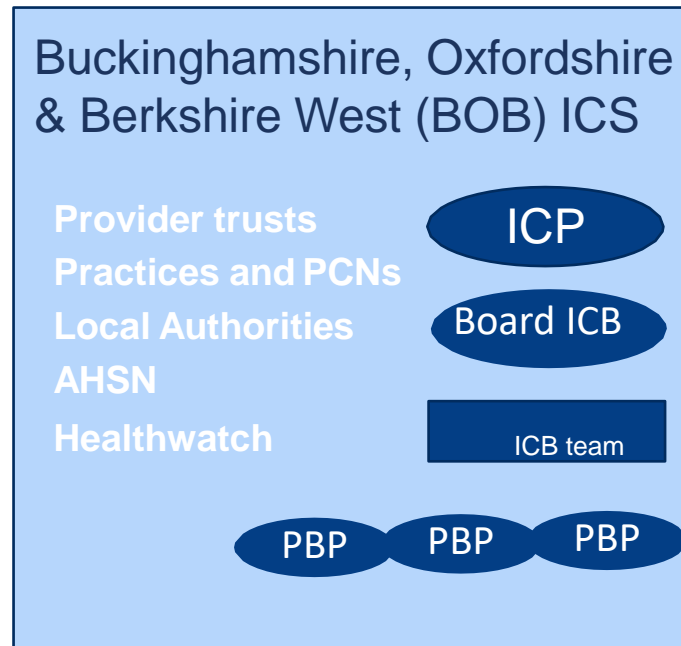 Buckinghamshire, Oxfordshire
& Berkshire West (BOB) ICS
Provider trusts
Practices and PCNs
Local Authorities
AHSN
Healthwatch
ICP
Board ICB
ICB team
PBP PBP PBP